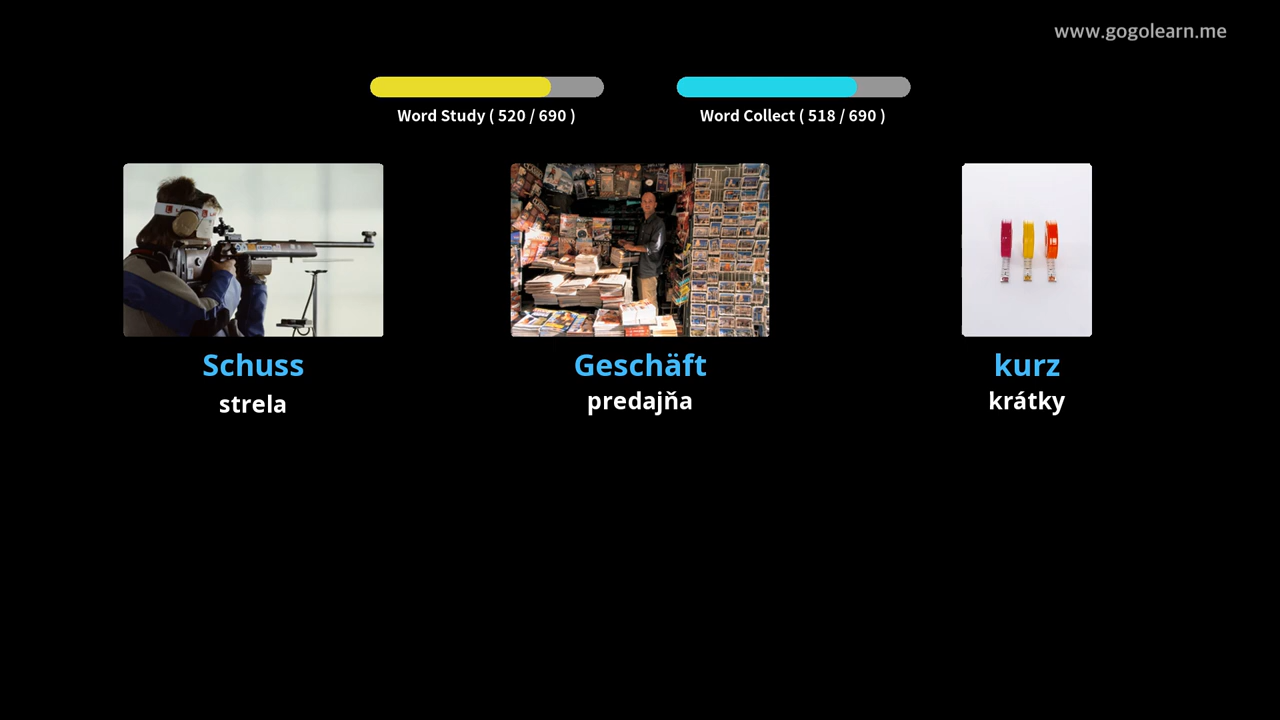 www.gogolearn.me
Word Study ( 520 / 690 )
Word Collect ( 518 / 690 )
Schuss
strela
Geschäft
predajňa
kurz
krátky